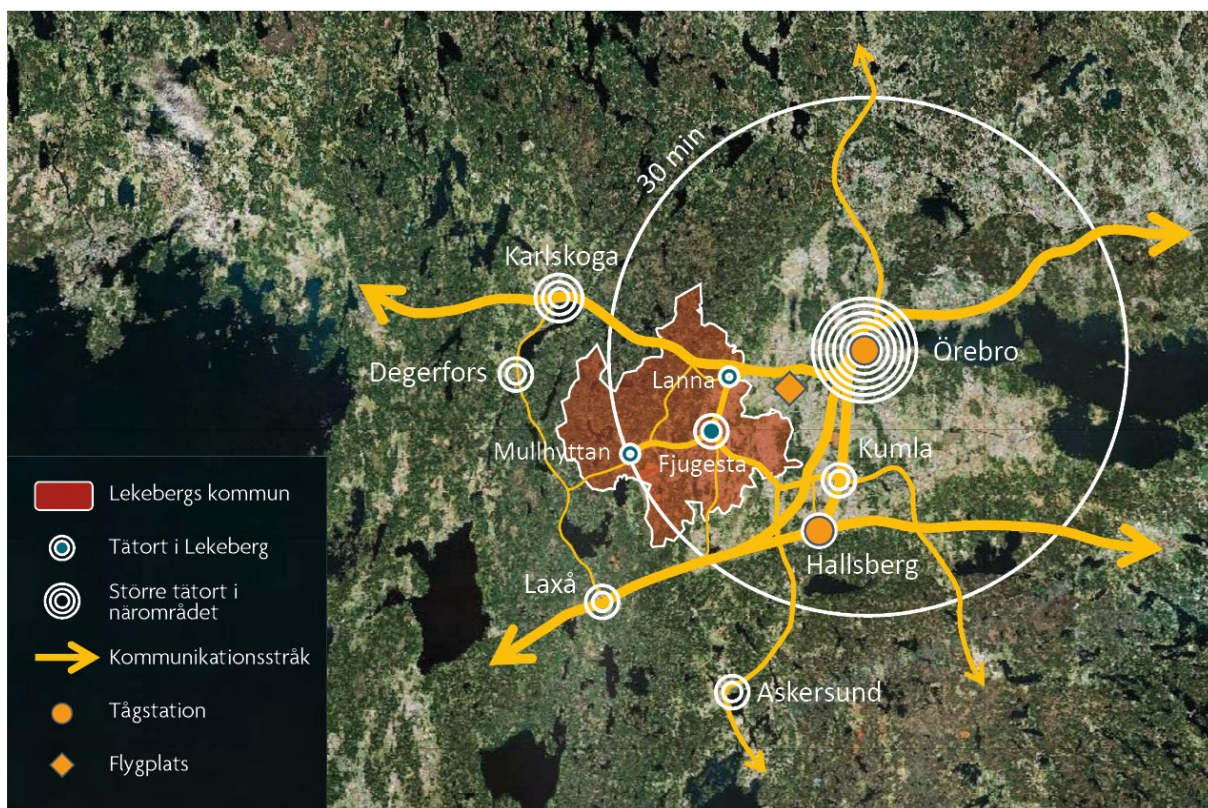 30 min
Karlskoga
Örebro
Degerfors
Lanna
Mullhyttan
Fjugesta
Kumla
Hallsberg
Laxå
Askersund
Lekebergs kommun
Tätort i Lekeberg
Större tätort i
närområdet
Kommunikationsstråk
Tågstation
Flygplats